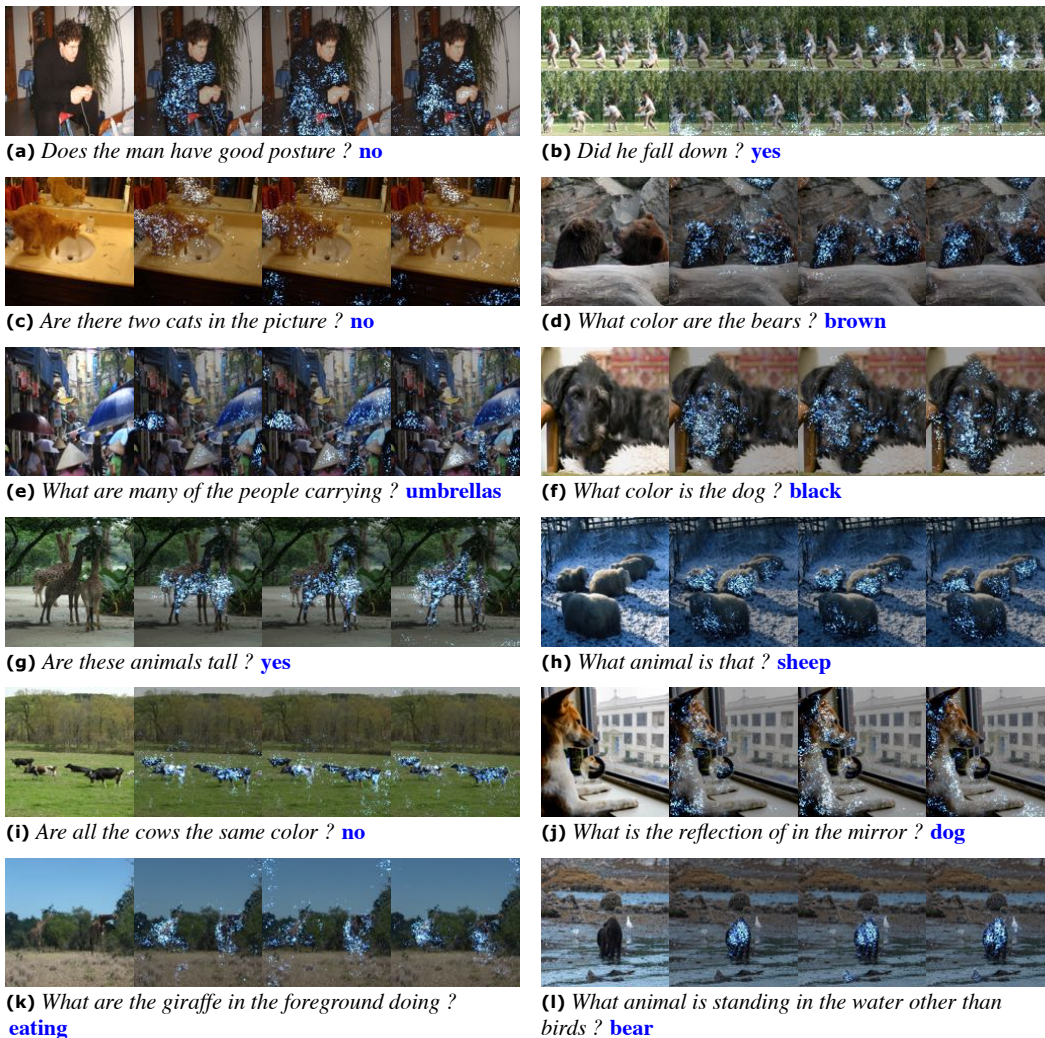 (a) Does the man have good posture ? no
(b) Did he fall down ? yes
(c) Are there two cats in the picture ? no
(d) What color are the bears ? brown
(e) What are many of the people carrying ? umbrellas
(f) What color is the dog ? black
(g) Are these animals tall ? yes
(h) What animal is that ? sheep
(i) Are all the cows the same color ? no
(j) What is the reflection of in the mirror ? dog
(k) What are the giraffe in the foreground doing ?
eating
(l) What animal is standing in the water other than
birds ? bear